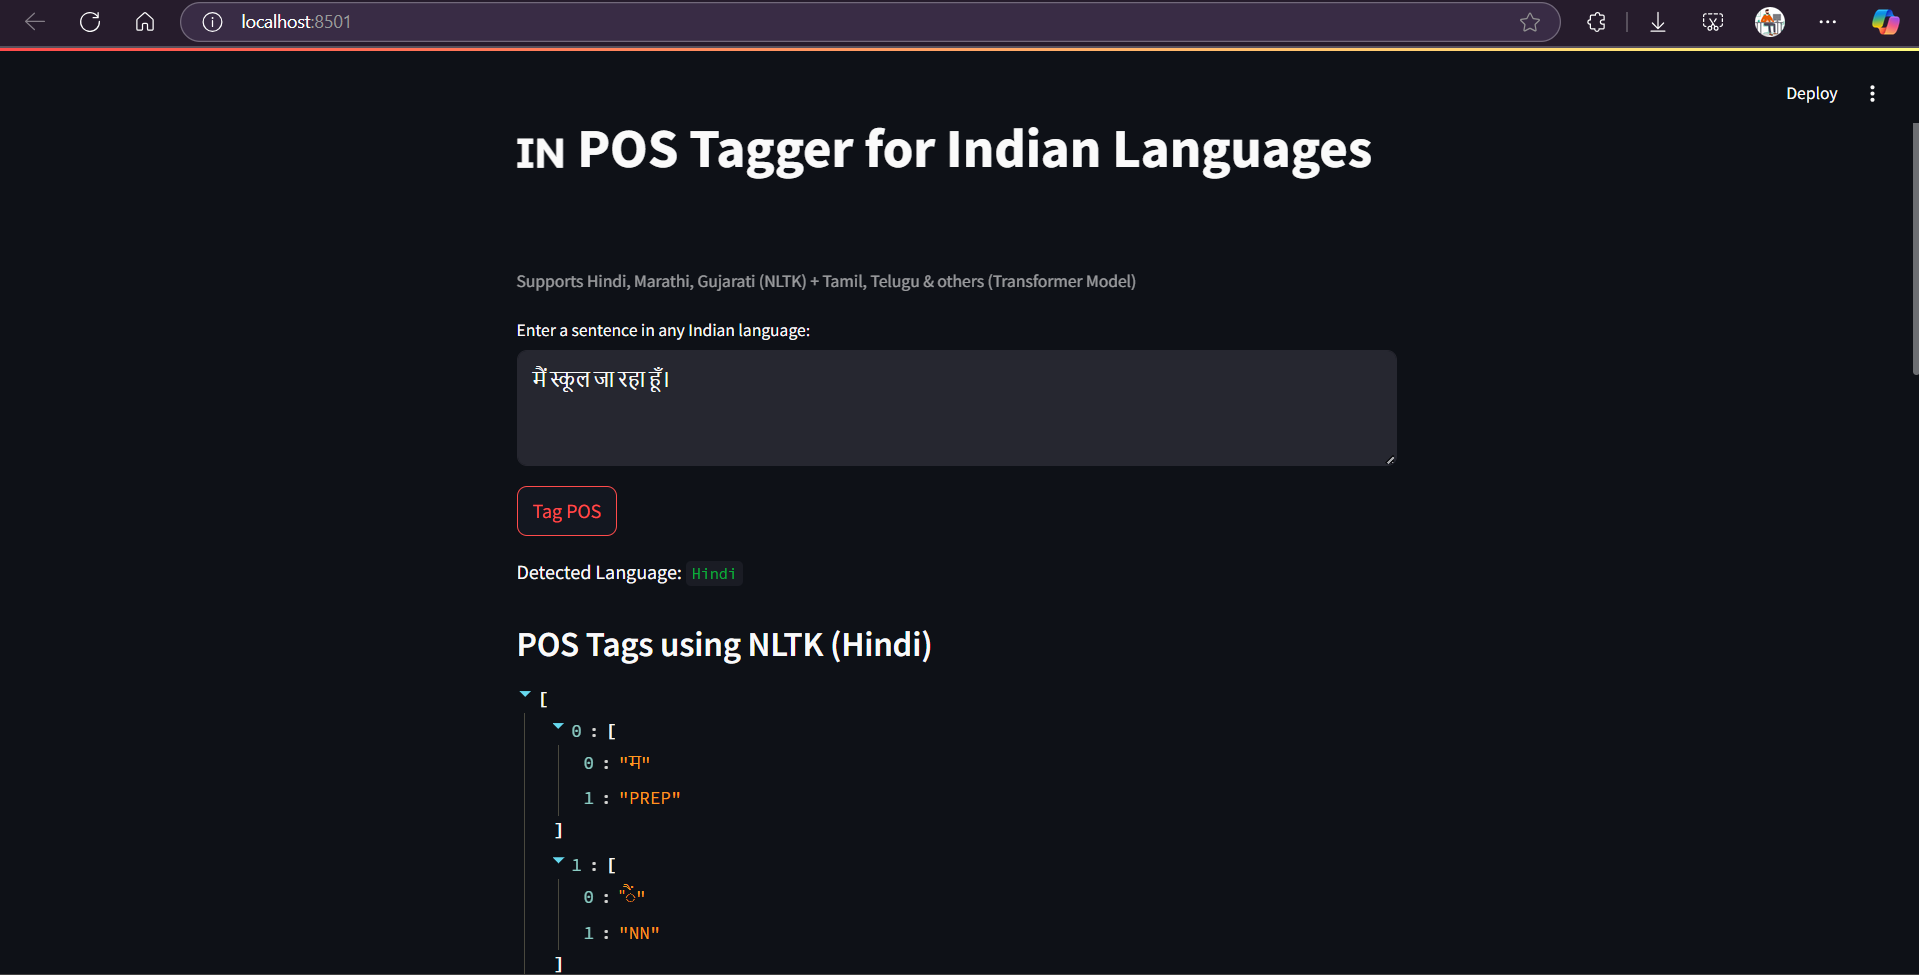 localhost:8501
Deploy
IN POS Tagger for Indian Languages
Supports Hindi, Marathi, Gujarati (NLTK) + Tamil, Telugu & others (Transformer Model)
Enter a sentence in any Indian language:
मैं स्कूल जा रहा हूँ।
Tag POS
Detected Language: Hindi
POS Tags using NLTK (Hindi)
[
0 : [
0 : "म"
1 : "PREP"
]
1 : [
0 : "ैं"
1 : "NN"
]